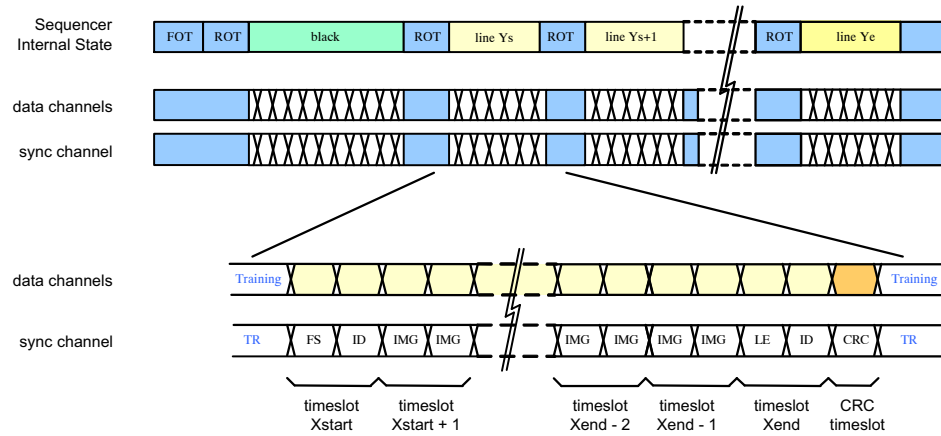 Sequencer
Internal State
FOT ROT black ROT line Ys ROT line Ys+1 ROT line Ye
data channels
sync channel
data channels
Training Training
sync channel
TR FS ID IMG IMG IMG IMG IMG IMG LE ID CRC TR
timeslot timeslot timeslot timeslot timeslot CRC
Xstart Xstart + 1 Xend - 2 Xend - 1 Xend timeslot